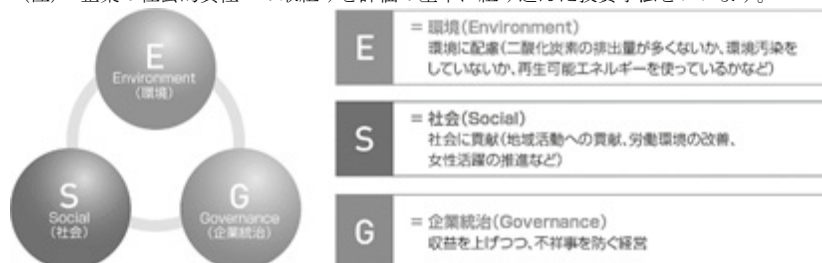 E
Environment
(環境)
S
Social
(社会)
G
Governance
(企業統治)
E
=環境(Environment)
環境に配慮(二酸化炭素の排出量が多くないか、環境汚染を
していないか、再生可能エネルギーを使っているかなど)
S
=社会(Social)
社会に貢献(地域活動への貢献、労働環境の改善、
女性活躍の推進など)
G
=企業統治(Governance)
収益を上げつつ、不祥事を防ぐ経営